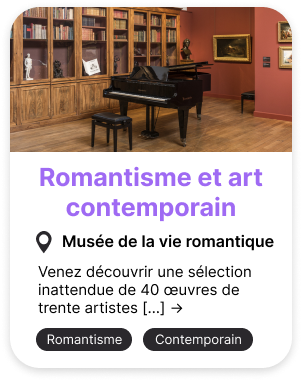 Romantisme et art
contemporain
Musée de la vie romantique
Venez découvrir une sélection
inattendue de 40 œuvres de
trente artistes [...] →
Romantisme
Contemporain